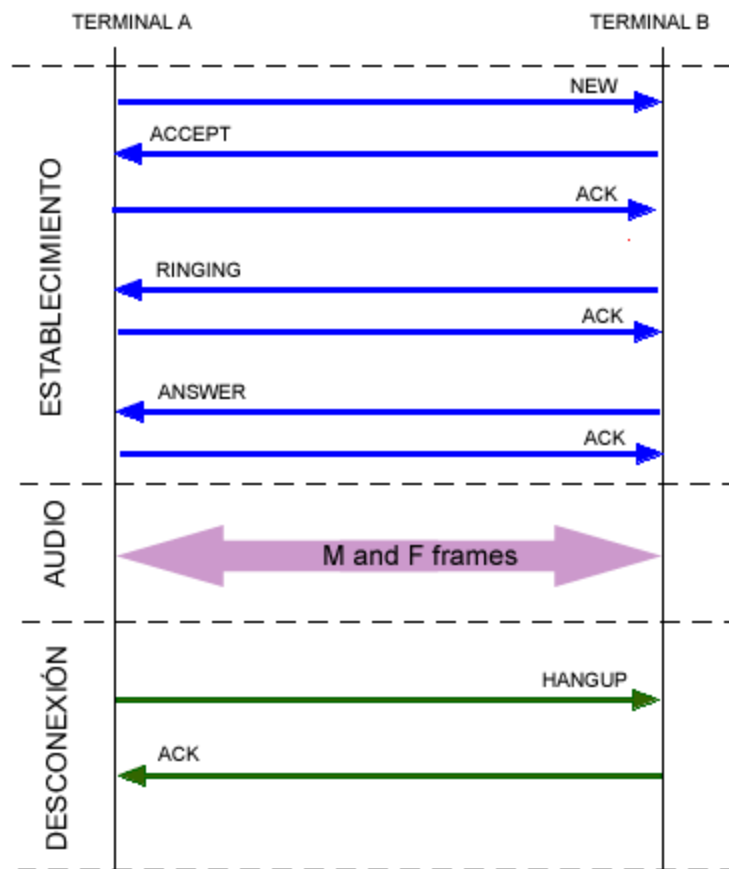 TERMINAL A
TERMINAL B
ESTABLECIMIENTO
NEW
ACCEPT
ACK
RINGING
ACK
ANSWER
ACK
AUDIO
M and F frames
DESCONEXIÓN
HANGUP
ACK